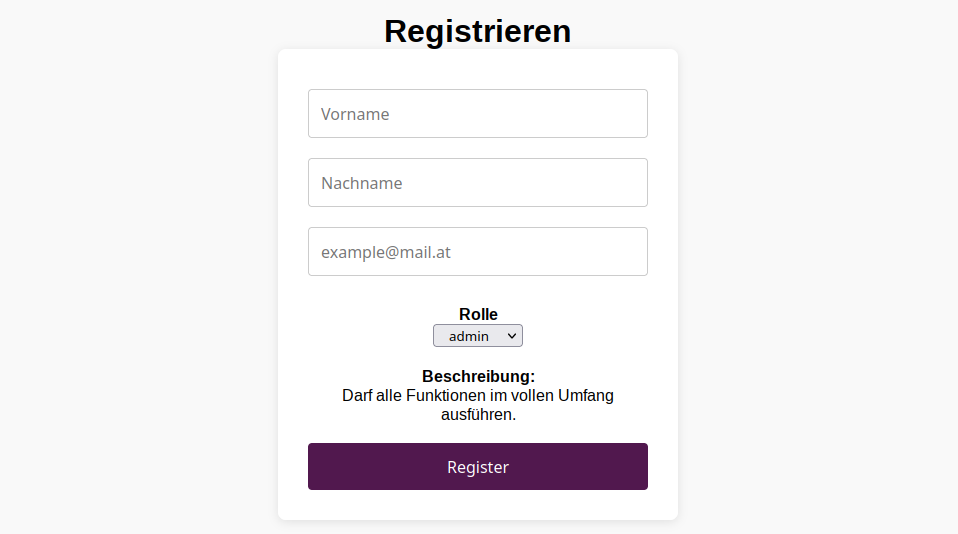 Registrieren
Vorname
Nachname
example@mail.at
Rolle
admin
Beschreibung:
Darf alle Funktionen im vollen Umfang
ausführen.
Register